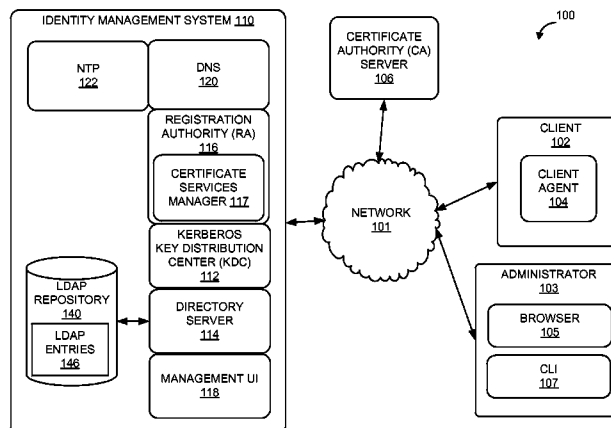 IDENTITY MANAGEMENT SYSTEM 110
NTP
122
DNS
120
REGISTRATION
AUTHORITY (RA)
116
CERTIFICATE
SERVICES
MANAGER 117
KERBEROS
KEY DISTRIBUTION
CENTER (KDC)
112
LDAP
REPOSITORY
140
LDAP
ENTRIES
146
DIRECTORY
SERVER
114
MANAGEMENT UI
118
CERTIFICATE
AUTHORITY (CA)
SERVER
106
100
NETWORK
101
CLIENT
102
CLIENT
AGENT
104
ADMINISTRATOR
103
BROWSER
105
CLI
107